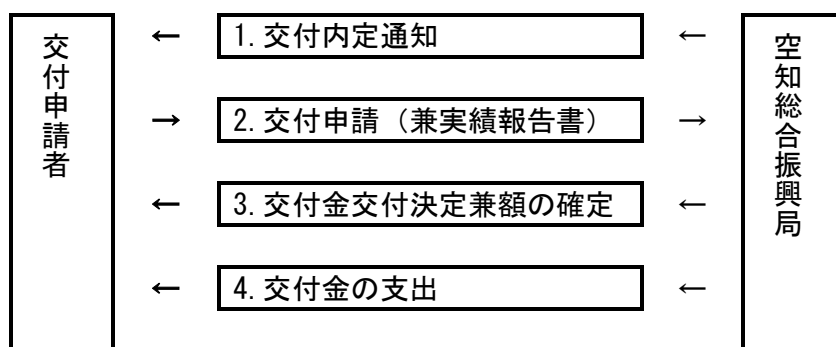 交付申請者
← 1.交付内定通知 ←
→ 2.交付申請（兼実績報告書） →
← 3.交付金交付決定兼額の確定 ←
← 4.交付金の支出 ←
空知総合振興局